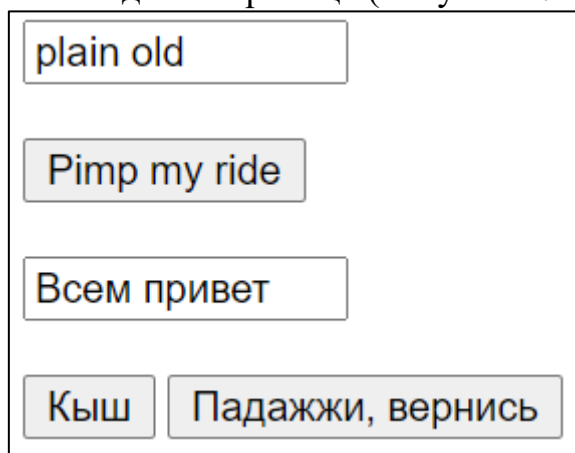 plain old
Pimp my ride
Всем привет
Кыш Падажжи, вернись